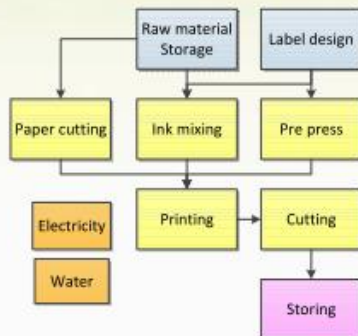 Raw material
Storage
Label design
Paper cutting
Ink mixing
Pre press
Electricity
Printing
Cutting
Water
Storing